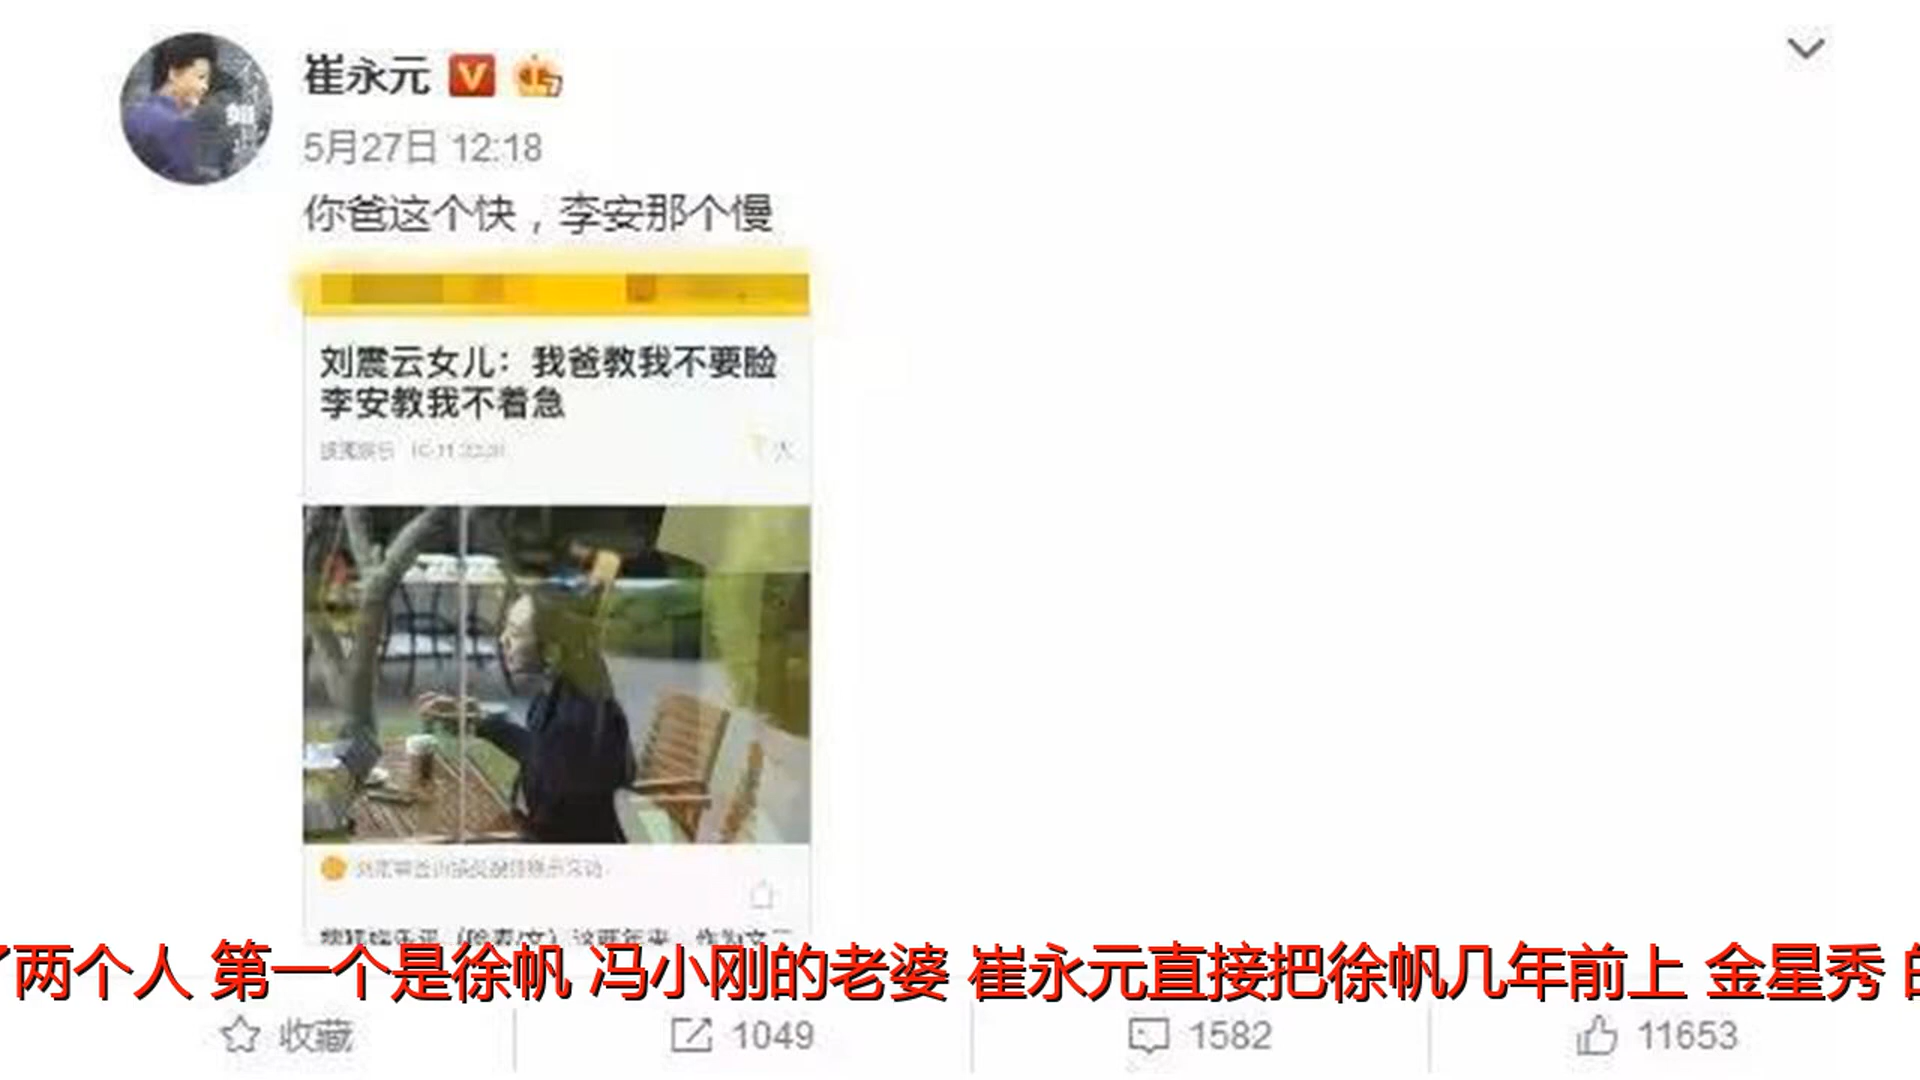 崔永元
5月27日 12:18
你爸这个快，李安那个慢
刘震云女儿：我爸教我不要脸
李安教我不着急
两个人 第一个是徐帆 冯小刚的老婆 崔永元直接把徐帆几年前上 金星秀
收藏
1049
1582
11653